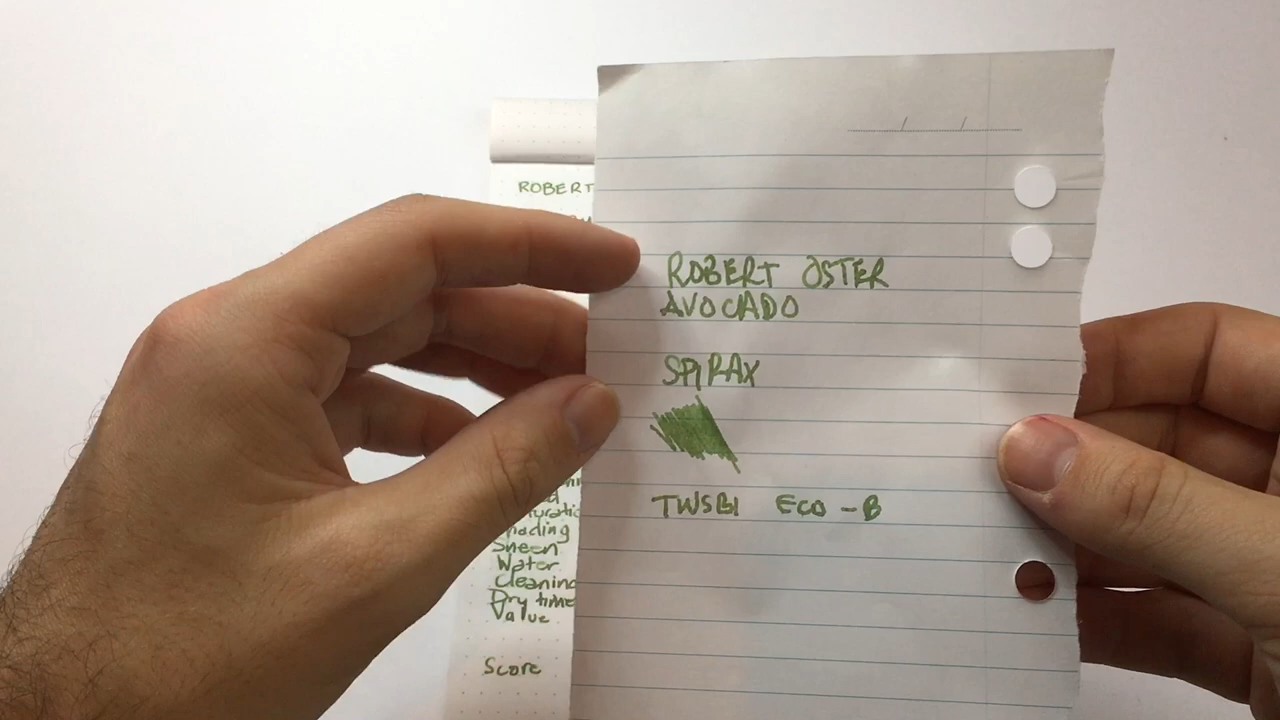 ROBERT OSTER
AVOCADO
SPIRAX
TWSBI ECO - B
ROBERT
Shading
Sheen
Water
Cleaning
Dry time
Value
Score